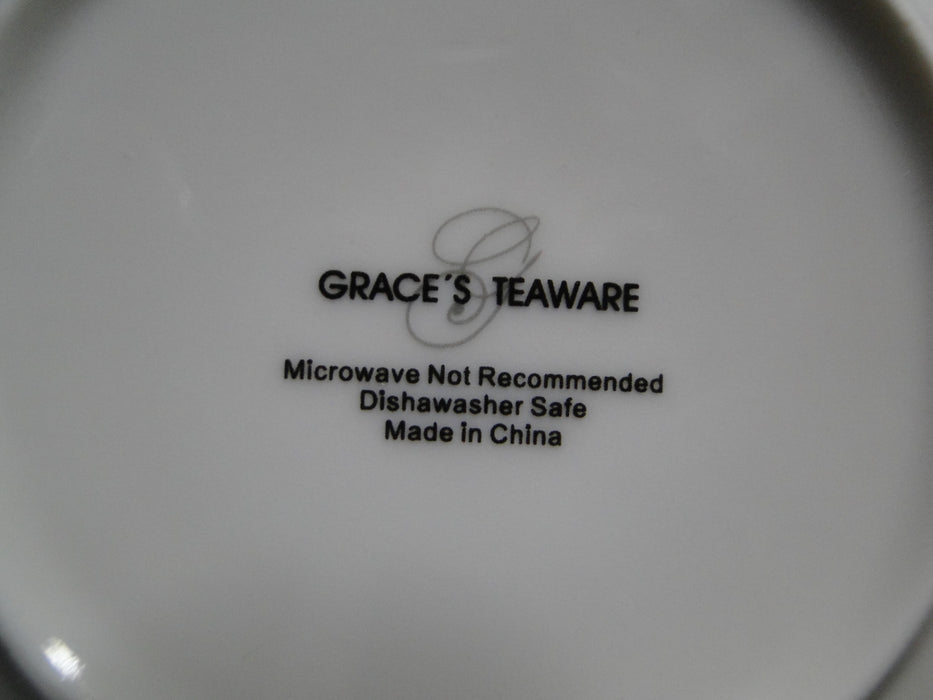 G
GRACE´S TEAWARE
Microwave Not Recommended
Dishawasher Safe
Made in China